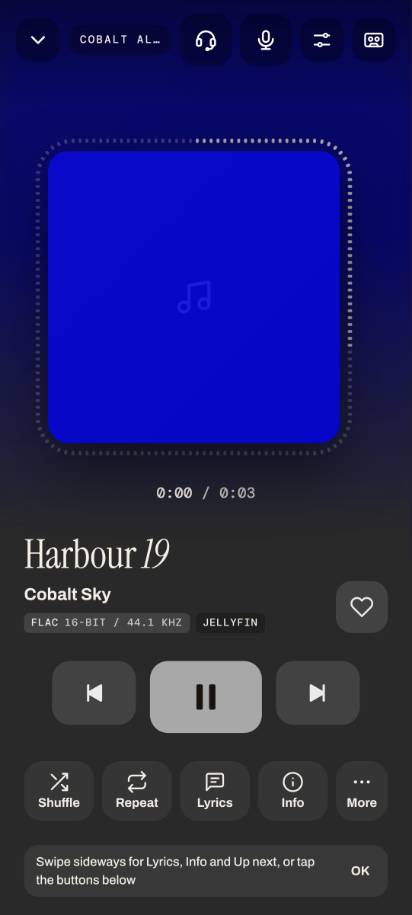 COBALT AL…
0:00 / 0:03
Harbour 19
Cobalt Sky
FLAC 16-BIT / 44.1 KHZ JELLYFIN
Shuffle Repeat Lyrics Info More
Swipe sideways for Lyrics, Info and Up next, or tap
the buttons below
OK